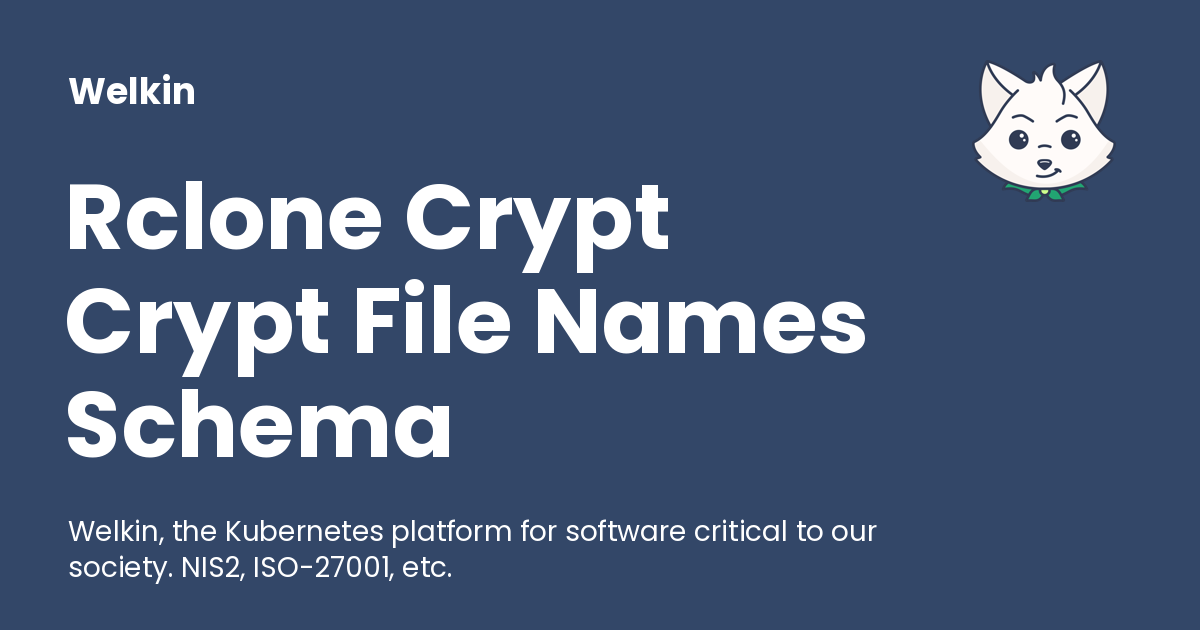 Welkin
Rclone Crypt
Crypt File Names
Schema
Welkin, the Kubernetes platform for software critical to our
society. NIS2, ISO-27001, etc.